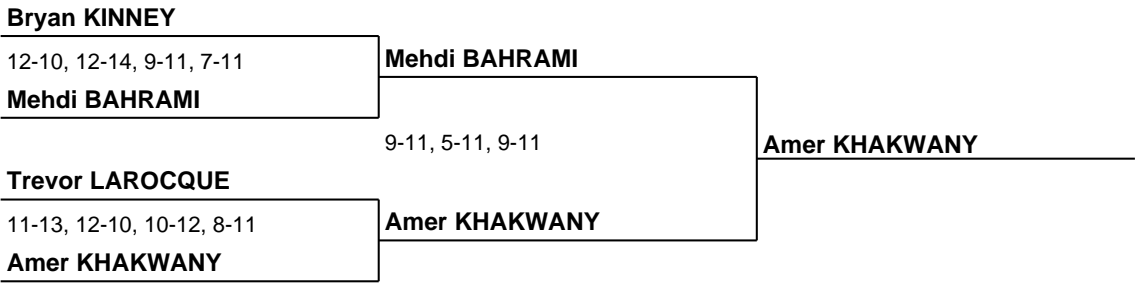 Bryan KINNEY
12-10, 12-14, 9-11, 7-11
Mehdi BAHRAMI
Mehdi BAHRAMI
9-11, 5-11, 9-11
Amer KHAKWANY
Trevor LAROCQUE
11-13, 12-10, 10-12, 8-11
Amer KHAKWANY
Amer KHAKWANY